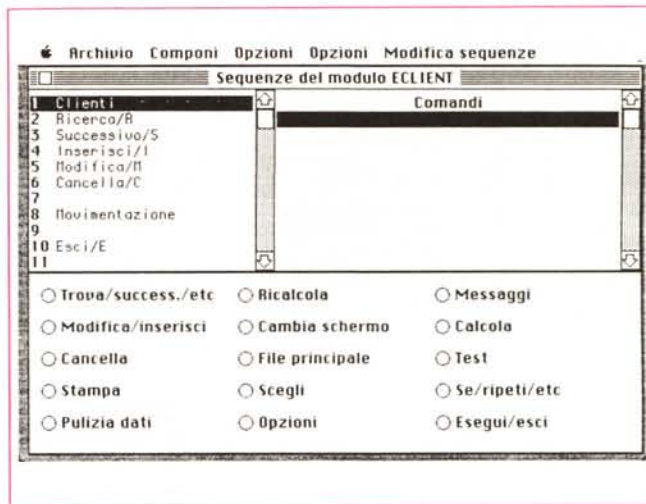 Archivio Componi Opzioni Opzioni Modifica sequenze
Sequenze del modulo ECLIENT
1 Clienti
2 Ricerca/R
3 Successivo/S
4 Inserisci/I
5 Modifica/M
6 Cancella/C
7
8 Movimentazione
9
10 Esci/E
11
Comandi
Trova/success./etc Ricalcola Messaggi
Modifica/inserisci Cambia schermo Calcola
Cancella File principale Test
Stampa Scegli Se/ripeti/etc
Pulizia dati Opzioni Esegui/esci